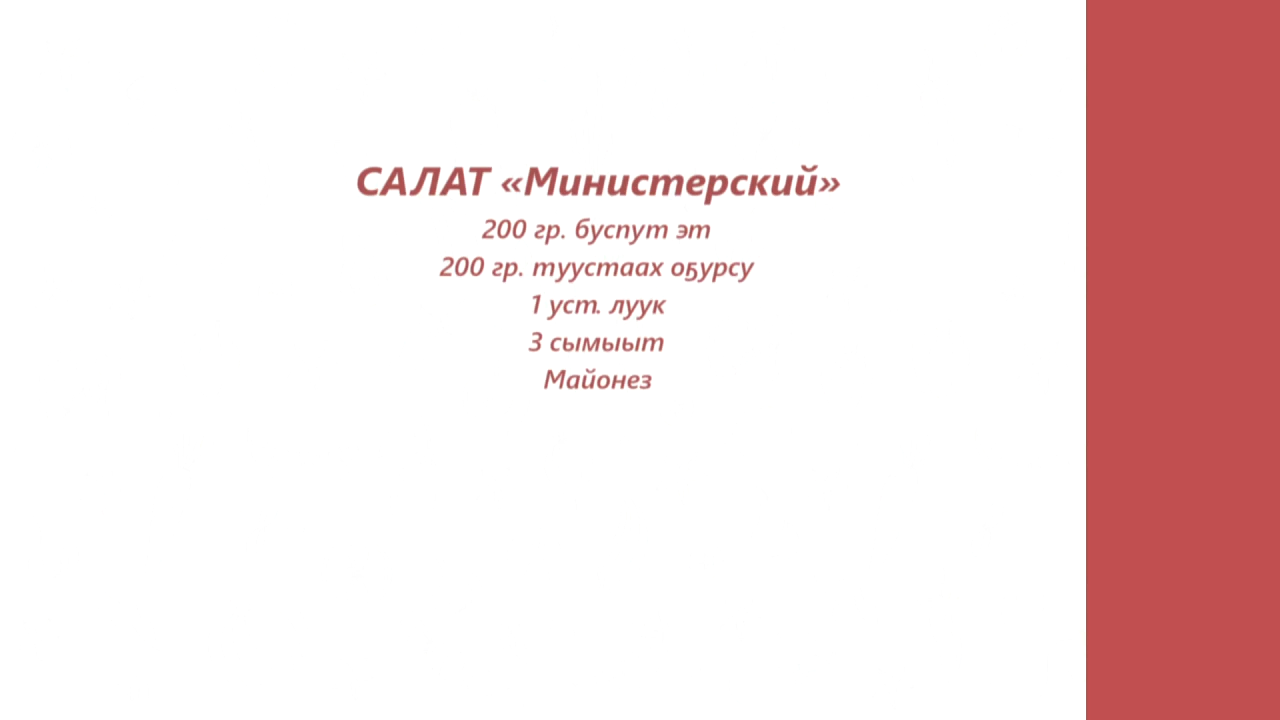 САЛАТ «Министерский»
200 гр. буспут эт
200 гр. туустаах оҕурсу
1 уст. луук
3 сымыыт
Майонез